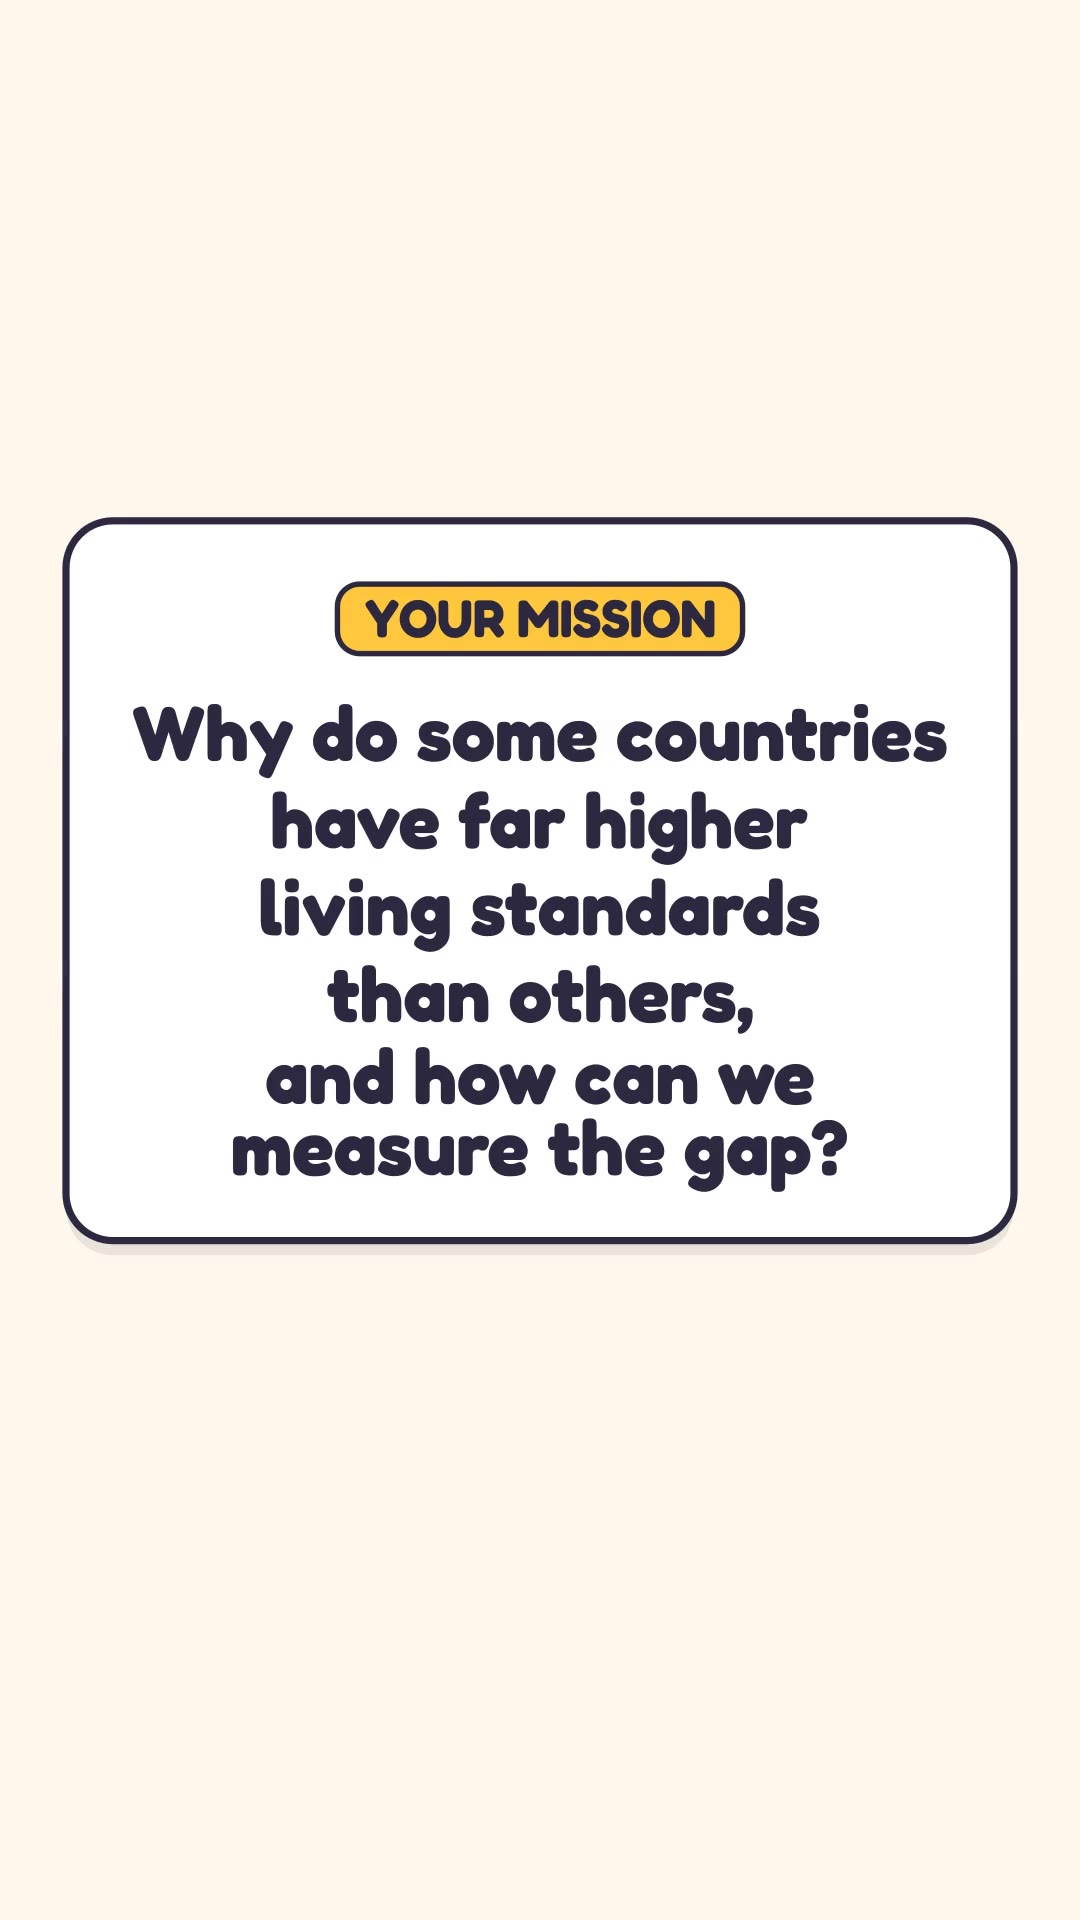 YOUR MISSION
Why do some countries
have far higher
living standards
than others,
and how can we
measure the gap?